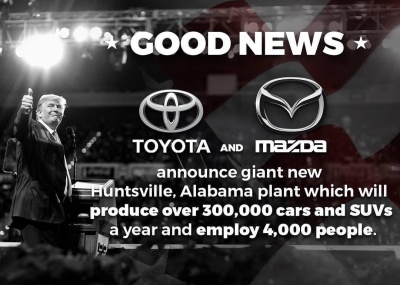 GOOD NEWS
TOYOTA AND mazda
announce giant new
Huntsville, Alabama plant which will
produce over 300,000 cars and SUVs
a year and employ 4,000 people.